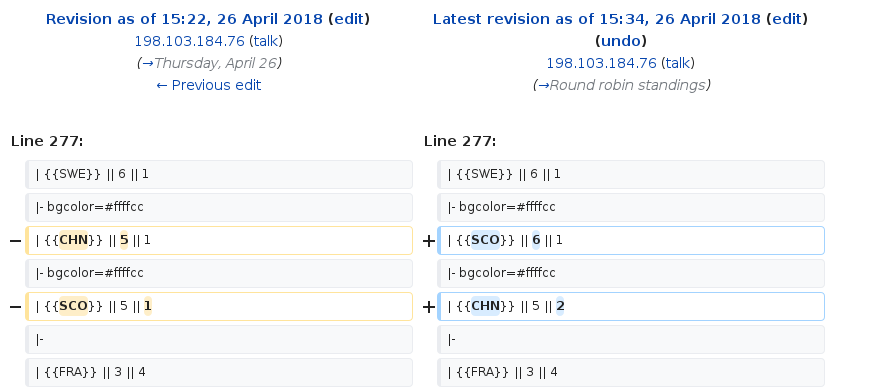 Revision as of 15:22, 26 April 2018 (edit)
198.103.184.76 (talk)
(→Thursday, April 26)
← Previous edit
Latest revision as of 15:34, 26 April 2018 (edit)
(undo)
198.103.184.76 (talk)
(→Round robin standings)
Line 277:
Line 277:
| {{SWE}} || 6 || 1
| {{SWE}} || 6 || 1
|- bgcolor=#ffffcc
|- bgcolor=#ffffcc
− | {{CHN}} || 5 || 1
+ | {{SCO}} || 6 || 1
|- bgcolor=#ffffcc
|- bgcolor=#ffffcc
− | {{SCO}} || 5 || 1
+ | {{CHN}} || 5 || 2
|-
|-
| {{FRA}} || 3 || 4
| {{FRA}} || 3 || 4